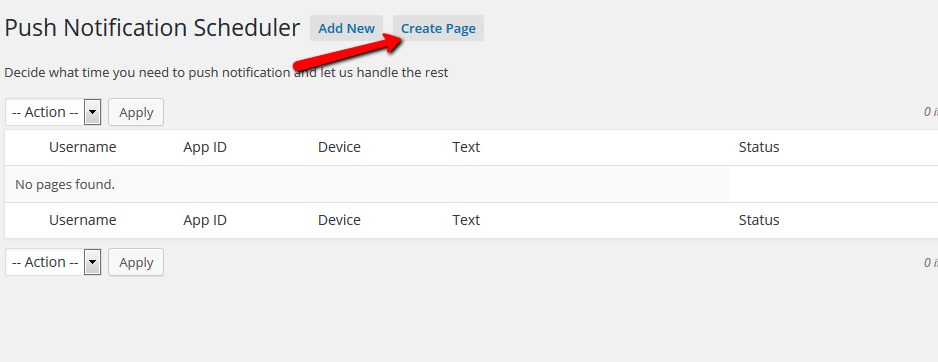 Push Notification Scheduler Add New Create Page
Decide what time you need to push notification and let us handle the rest
-- Action -- Apply
0 i
Username App ID Device Text Status
No pages found.
Username App ID Device Text Status
-- Action -- Apply
0 i